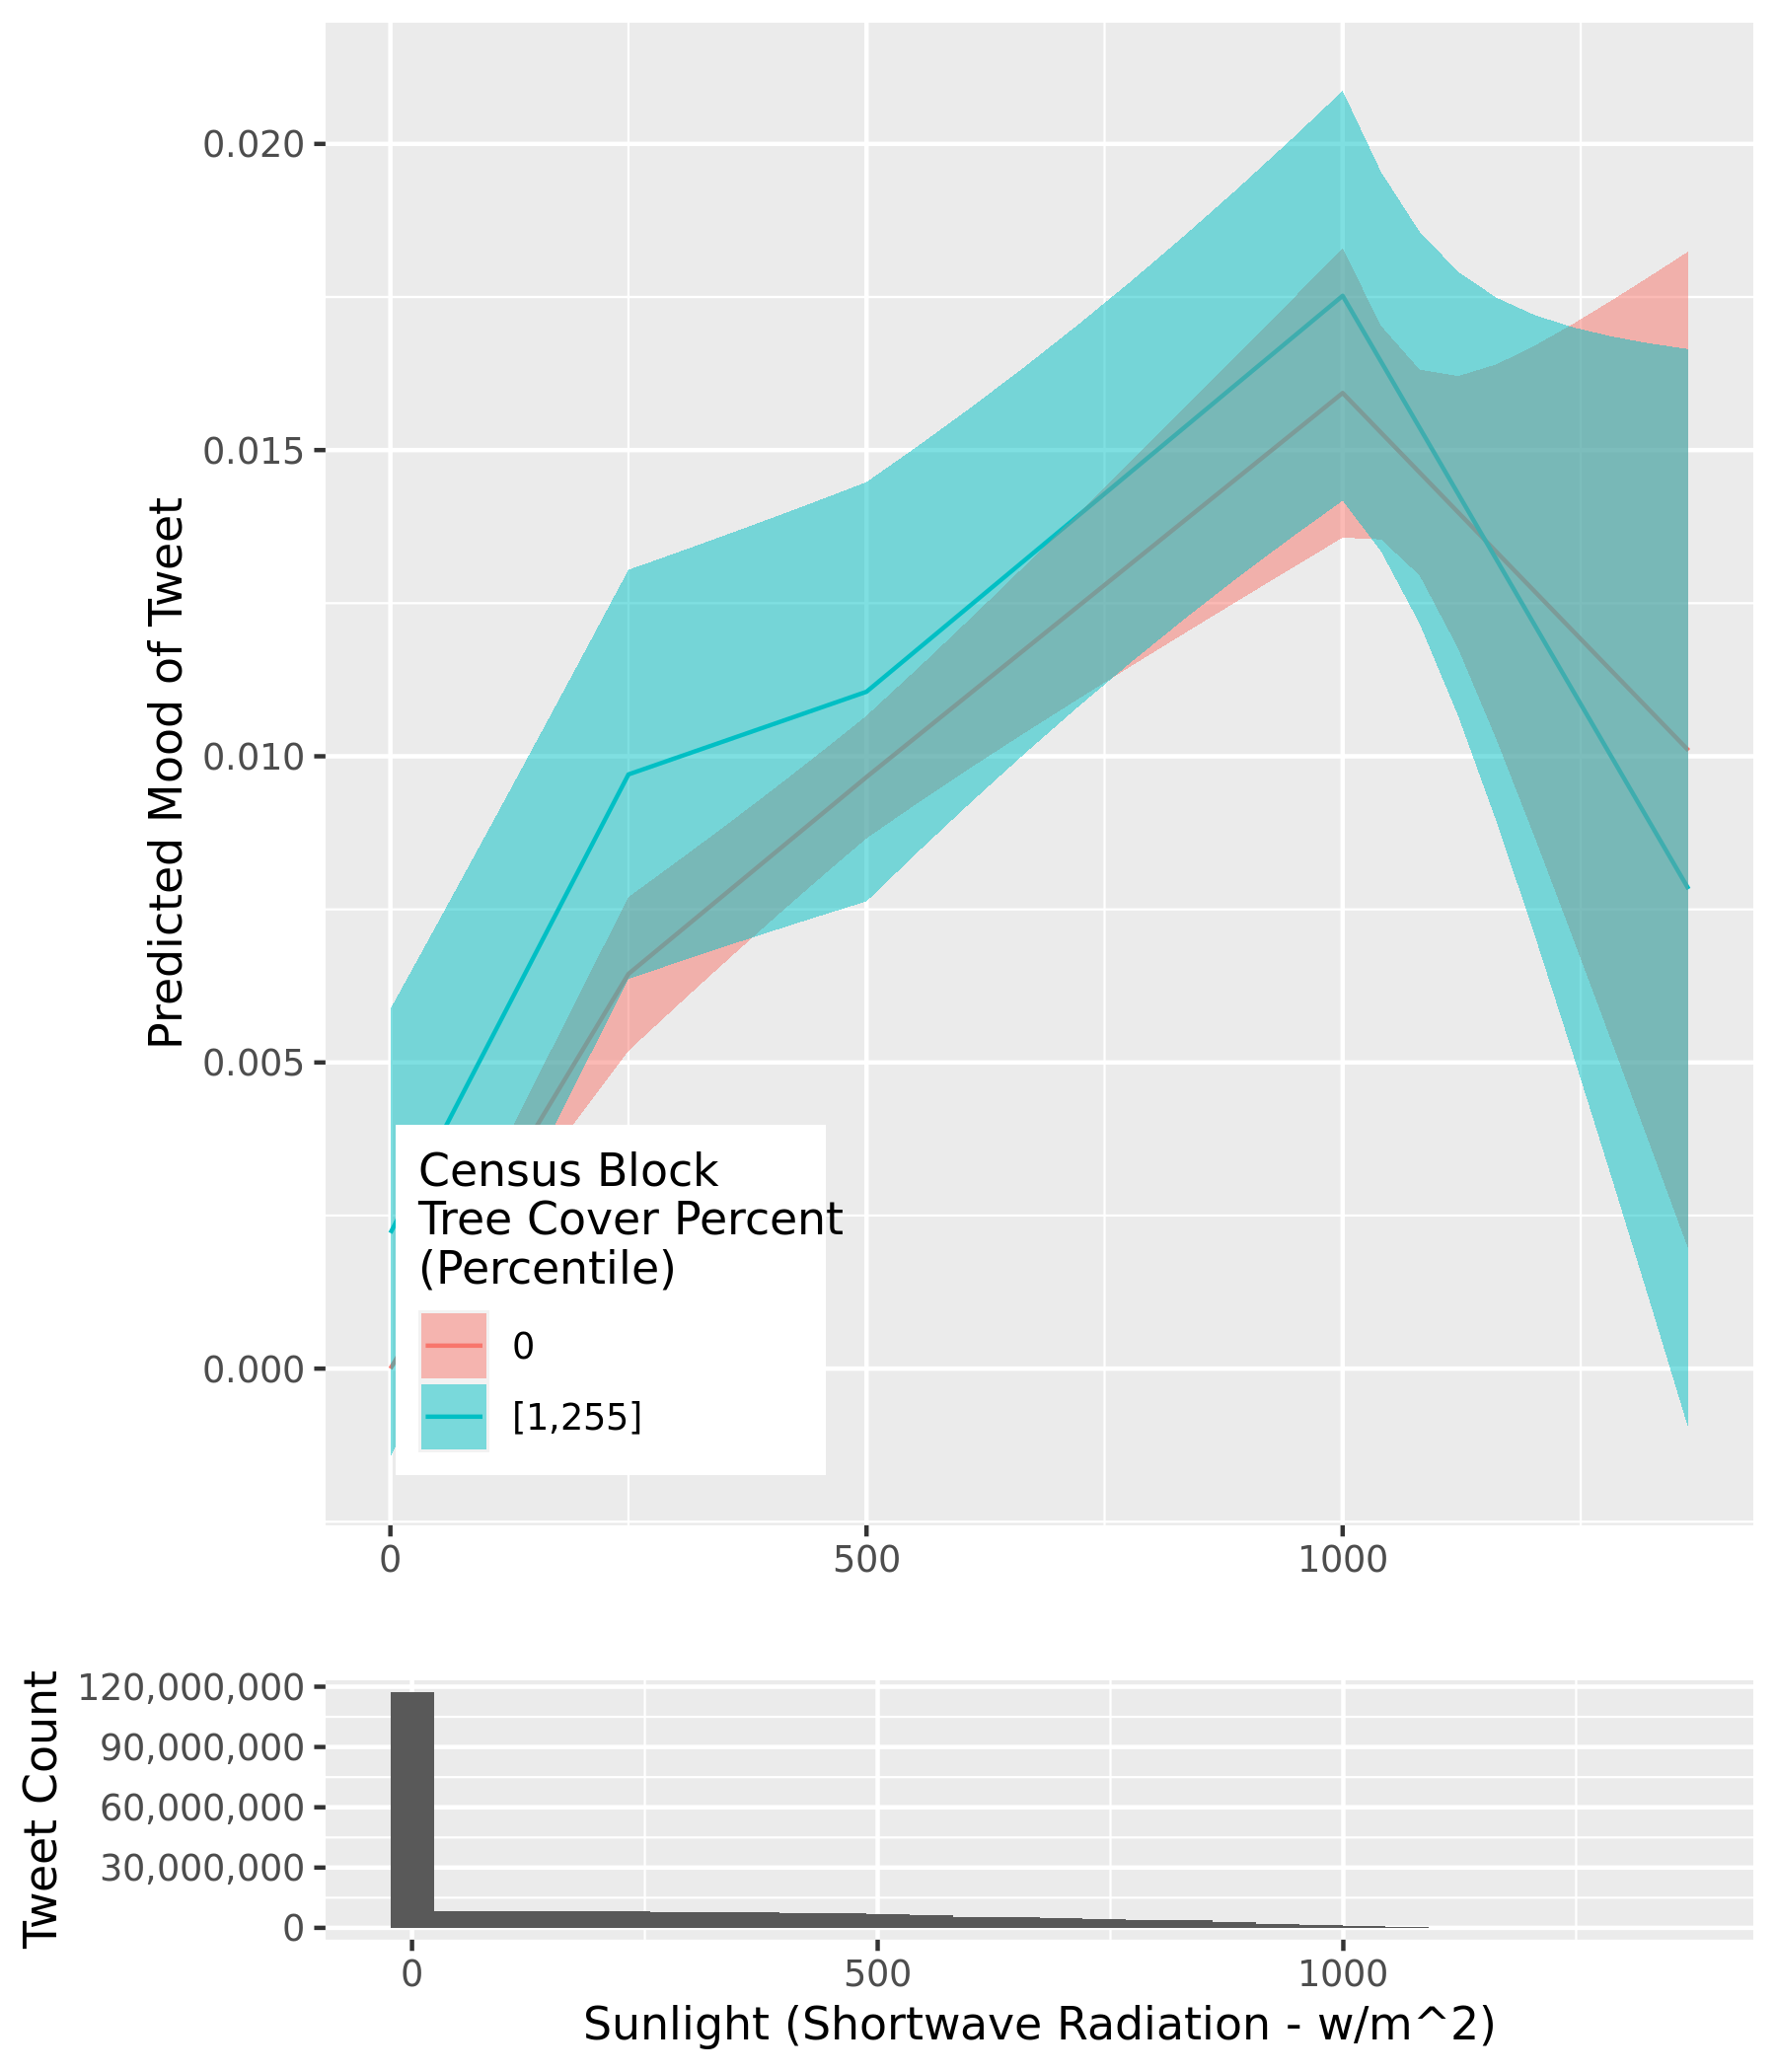 0.020
0.015
0.010
0.005
0.000
Predicted Mood of Tweet
Census Block
Tree Cover Percent
(Percentile)
0
[1,255]
0 500 1000
120,000,000
90,000,000
60,000,000
30,000,000
0
Tweet Count
0 500 1000
Sunlight (Shortwave Radiation - w/m^2)